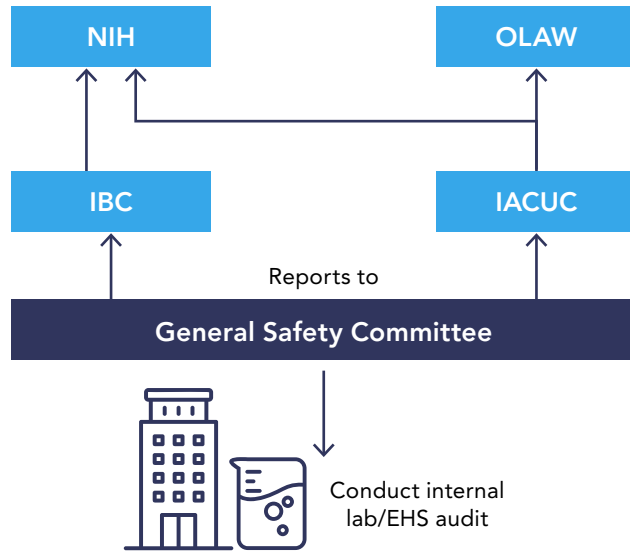 NIH
OLAW
IBC
IACUC
Reports to
General Safety Committee
Conduct internal
lab/EHS audit